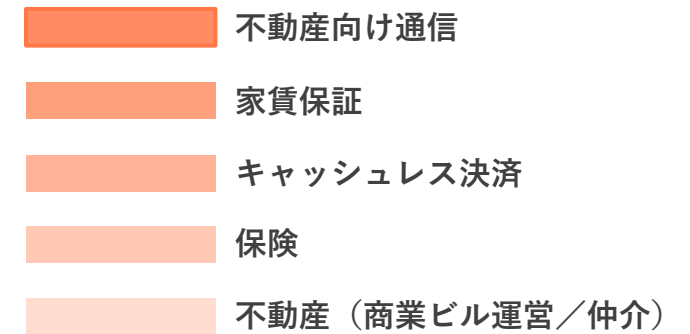 不動産向け通信
家賃保証
キャッシュレス決済
保険
不動産（商業ビル運営／仲介）